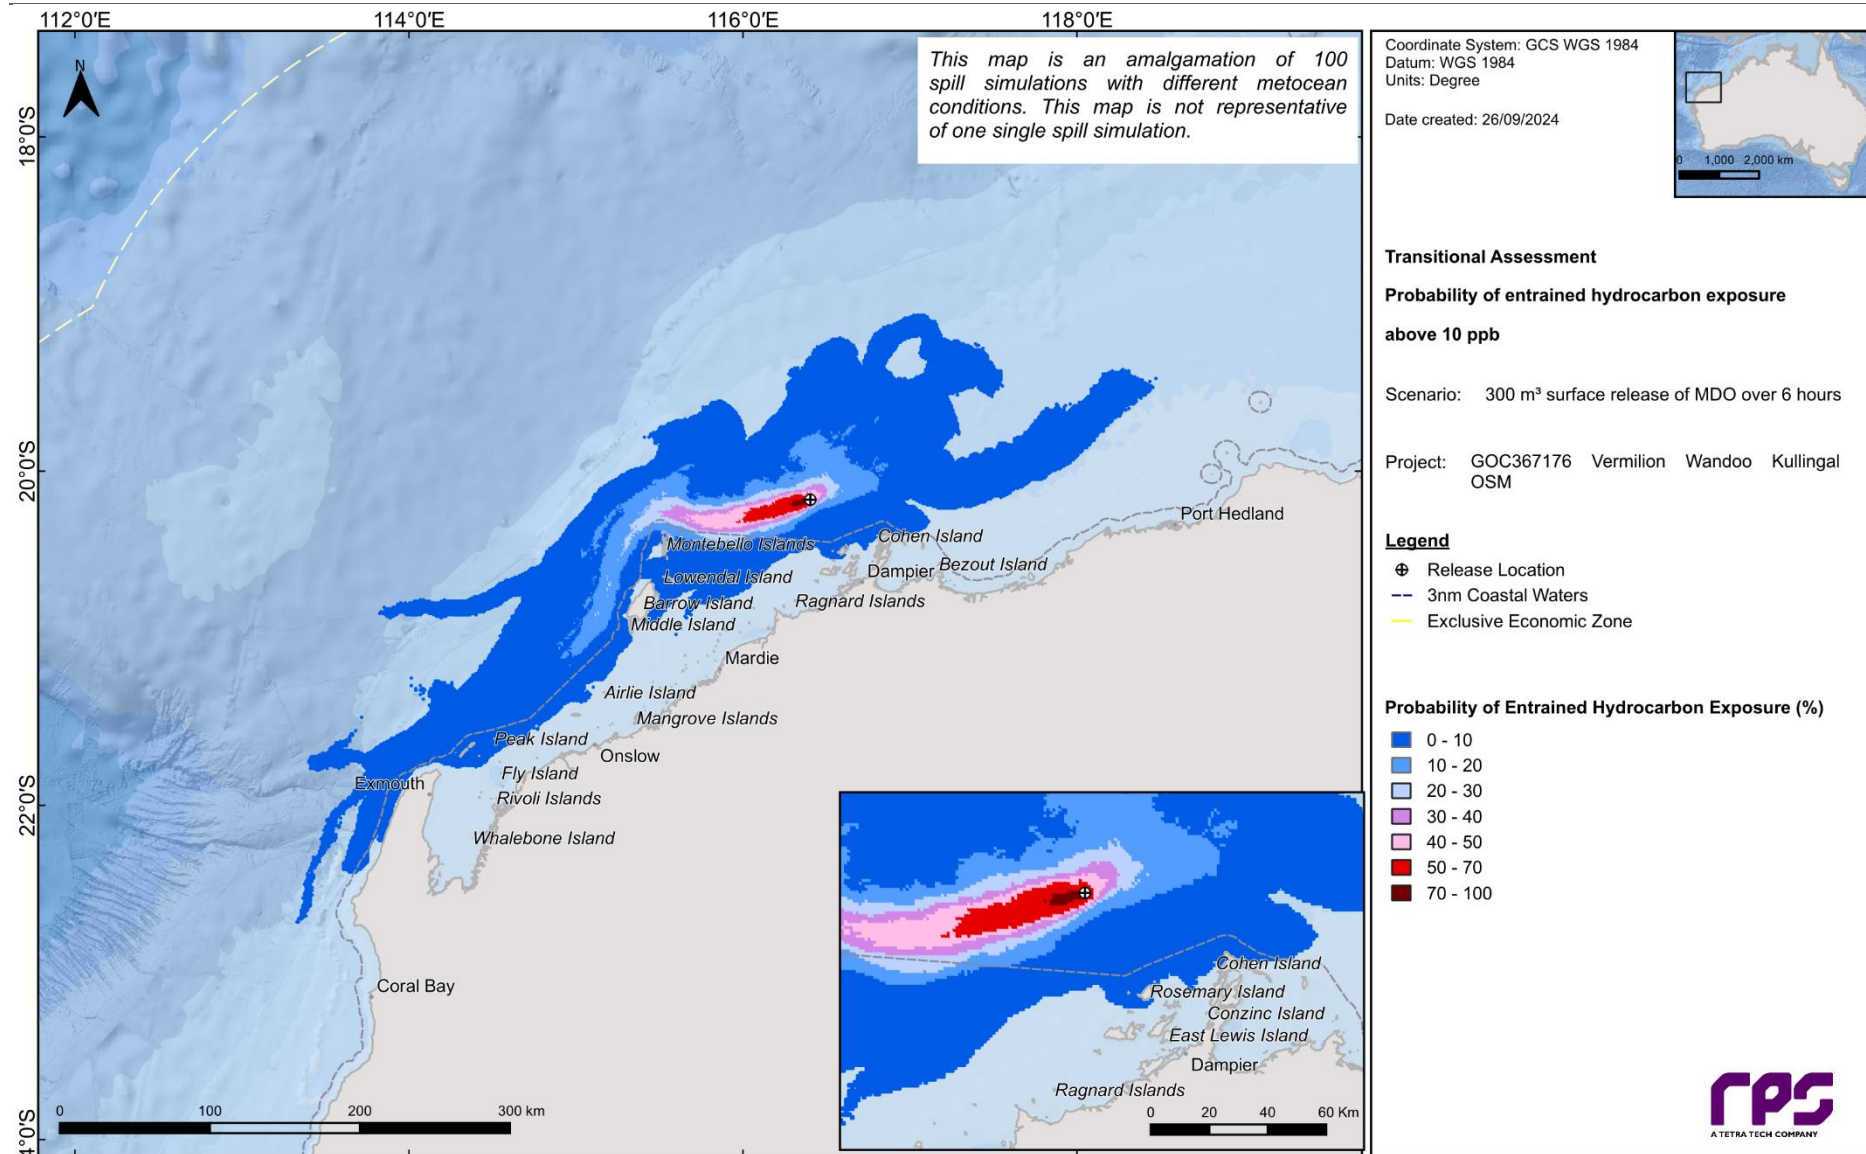 112°0'E 114°0'E 116°0'E 118°0'E
N
This map is an amalgamation of 100
spill simulations with different metocean
conditions. This map is not representative
of one single spill simulation.
18°0'S
20°0'S
22°0'S
4°0'S
Montebello Islands
Lowendal Island
Barrow Island
Middle Island
Cohen Island
Dampier
Bezout Island
Ragnard Islands
Port Hedland
Mardie
Airlie Island
Mangrove Islands
Peak Island
Onslow
Fly Island
Exmouth
Rivoli Islands
Whalebone Island
Coral Bay
0 100 200 300 km
Cohen Island
Rosemary Island
Conzinc Island
East Lewis Island
Dampier
Ragnard Islands
0 20 40 60 Km
Coordinate System: GCS WGS 1984
Datum: WGS 1984
Units: Degree
Date created: 26/09/2024
0 1,000 2,000 km
Transitional Assessment
Probability of entrained hydrocarbon exposure
above 10 ppb
Scenario: 300 m³ surface release of MDO over 6 hours
Project: GOC367176 Vermilion Wandoo Kullingal
OSM
Legend
Release Location
3nm Coastal Waters
Exclusive Economic Zone
Probability of Entrained Hydrocarbon Exposure (%)
0 - 10
10 - 20
20 - 30
30 - 40
40 - 50
50 - 70
70 - 100
rps
A TETRA TECH COMPANY